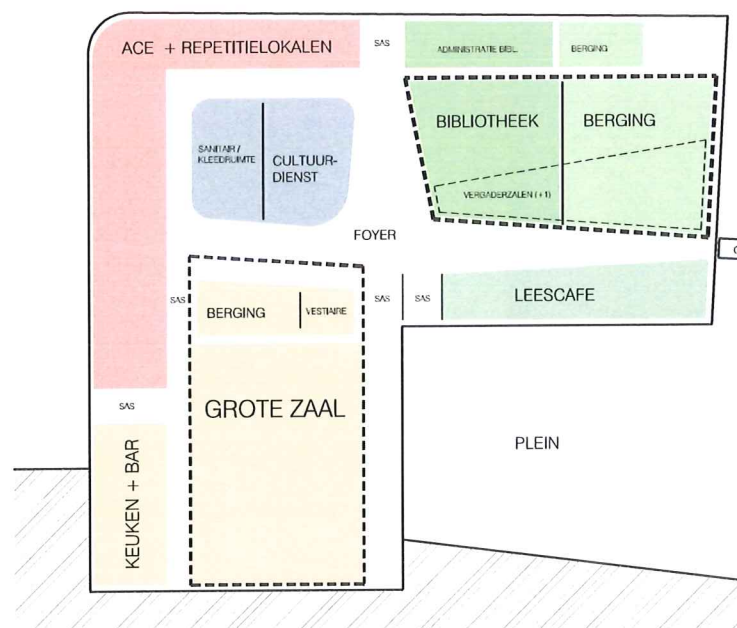 ACE + REPETITIELOKALEN
SAS
ADMINISTRATIE BIBL.
BERGING
BIBLIOTHEEK
BERGING
SANITAIR /
KLEEDRUIMTE
CULTUUR-
DIENST
VERGADERZALEN (+1)
FOYER
SAS
BERGING
VESTIAIRE
SAS
SAS
LEESCAFE
GROTE ZAAL
SAS
KEUKEN + BAR
PLEIN